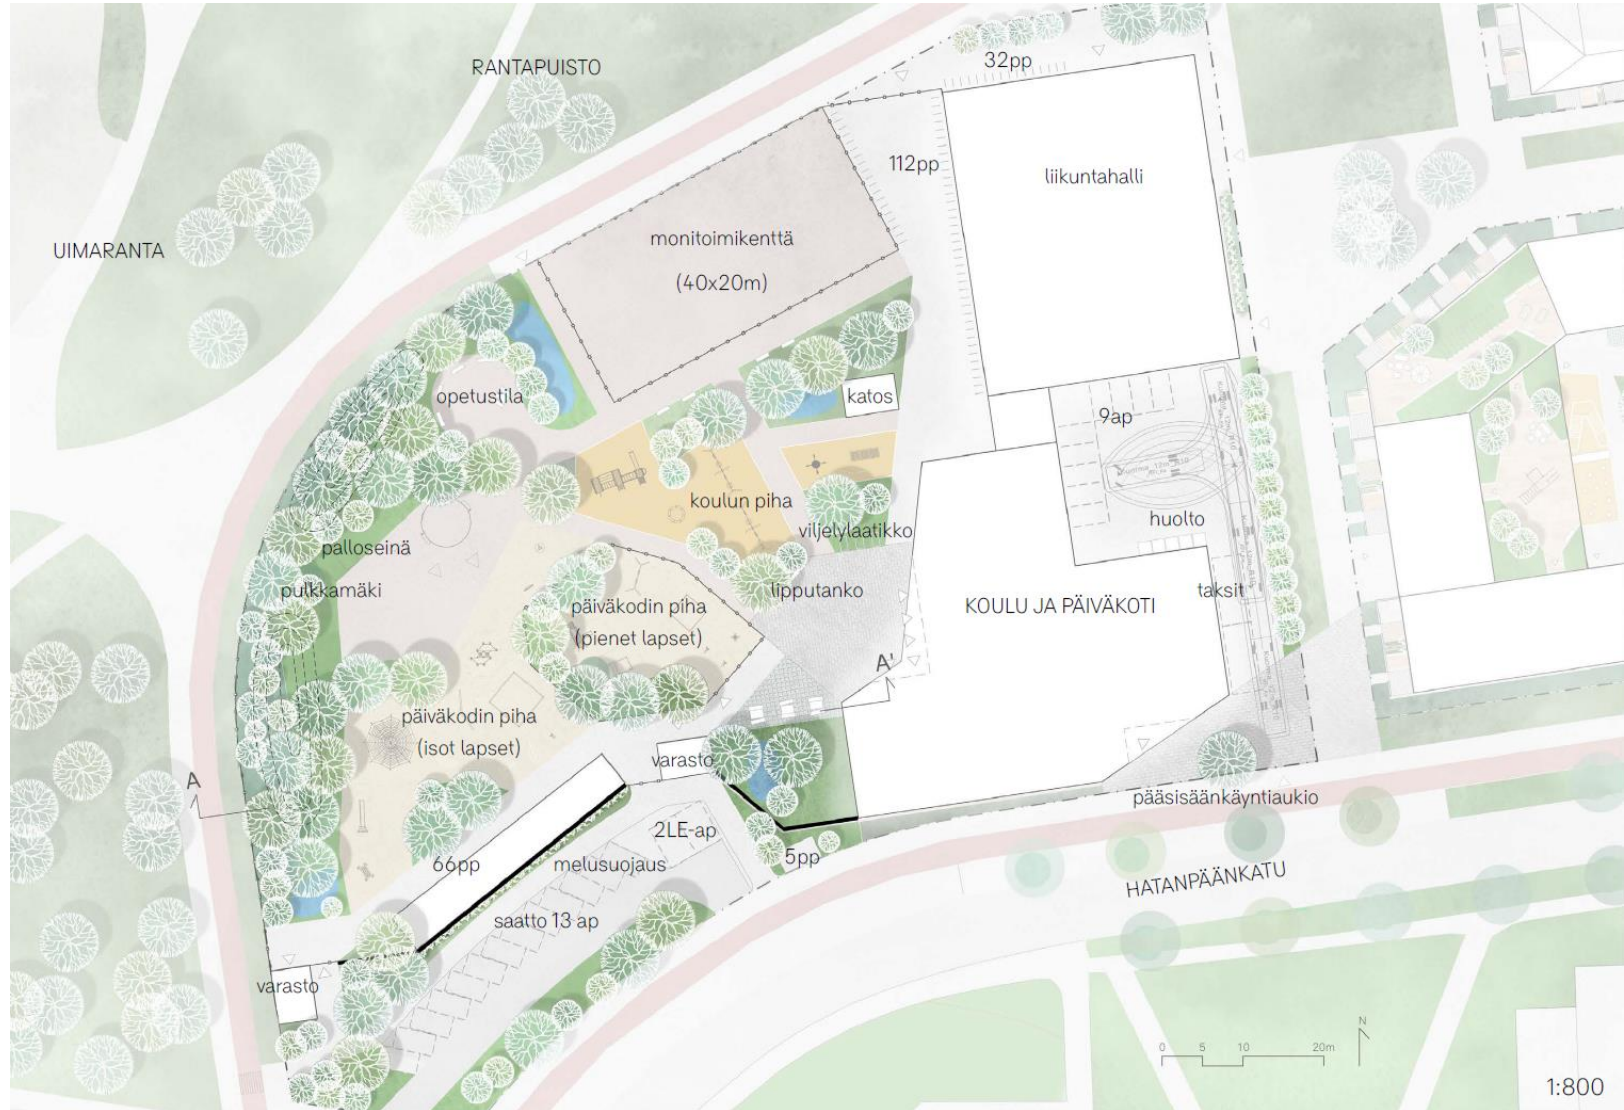 32pp
RANTAPUISTO
112pp
liikuntahalli
monitoimikenttä
(40x20m)
UIMARANTA
opetustila
katos
9ap
koulun piha
viljelylaatikko
huolto
palloseinä
pulkkamäki
lipputanko
taksit
päiväkodin piha
(pienet lapset)
KOULU JA PÄIVÄKOTI
A'
päiväkodin piha
(isot lapset)
varasto
A
pääsisäänkäyntiaukio
2LE-ap
66pp
melusuojaus
5pp
HATANPÄÄNKATU
saatto 13 ap
varasto
N
0 5 10 20m
1:800